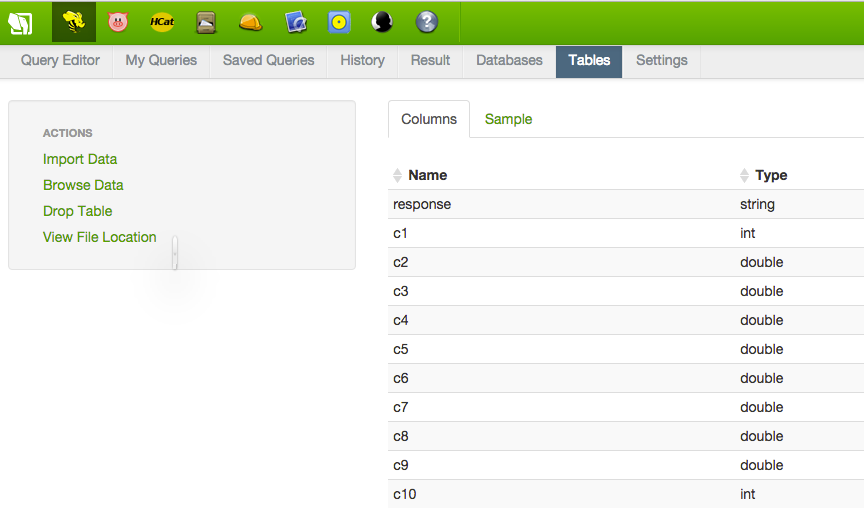 HCat
?
Query Editor My Queries Saved Queries History Result Databases Tables Settings
ACTIONS
Import Data
Browse Data
Drop Table
View File Location
Columns Sample
Name Type
response string
c1 int
c2 double
c3 double
c4 double
c5 double
c6 double
c7 double
c8 double
c9 double
c10 int